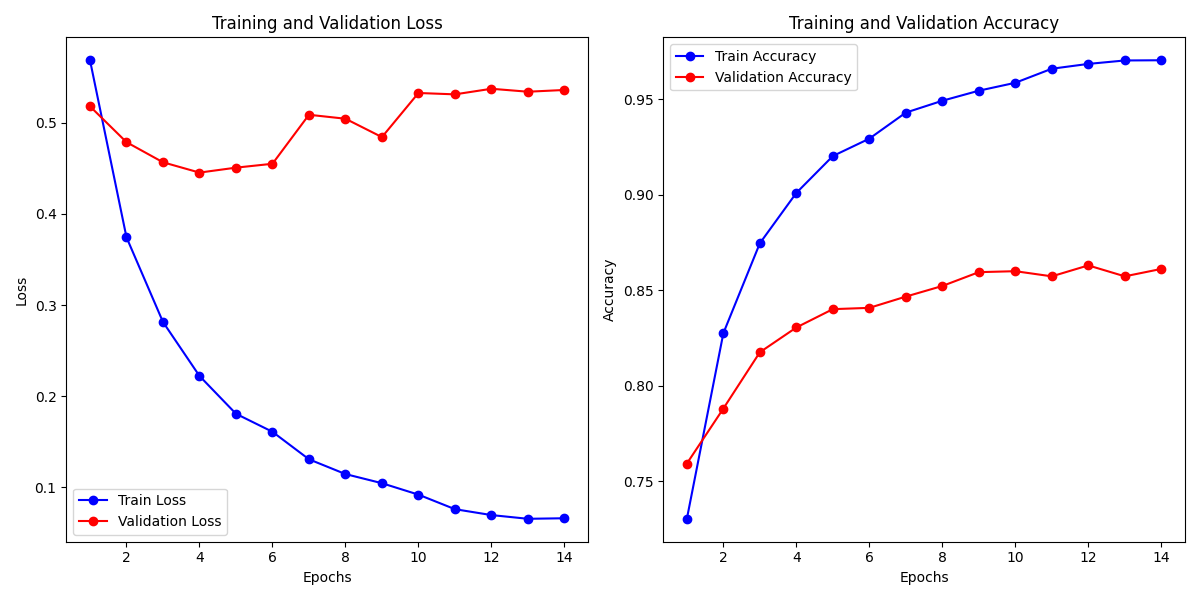 Training and Validation Loss
0.5
0.4
0.3
0.2
0.1
Loss
Train Loss
Validation Loss
2 4 6 8 10 12 14
Epochs
Training and Validation Accuracy
Train Accuracy
Validation Accuracy
0.95
0.90
0.85
0.80
0.75
Accuracy
2 4 6 8 10 12 14
Epochs